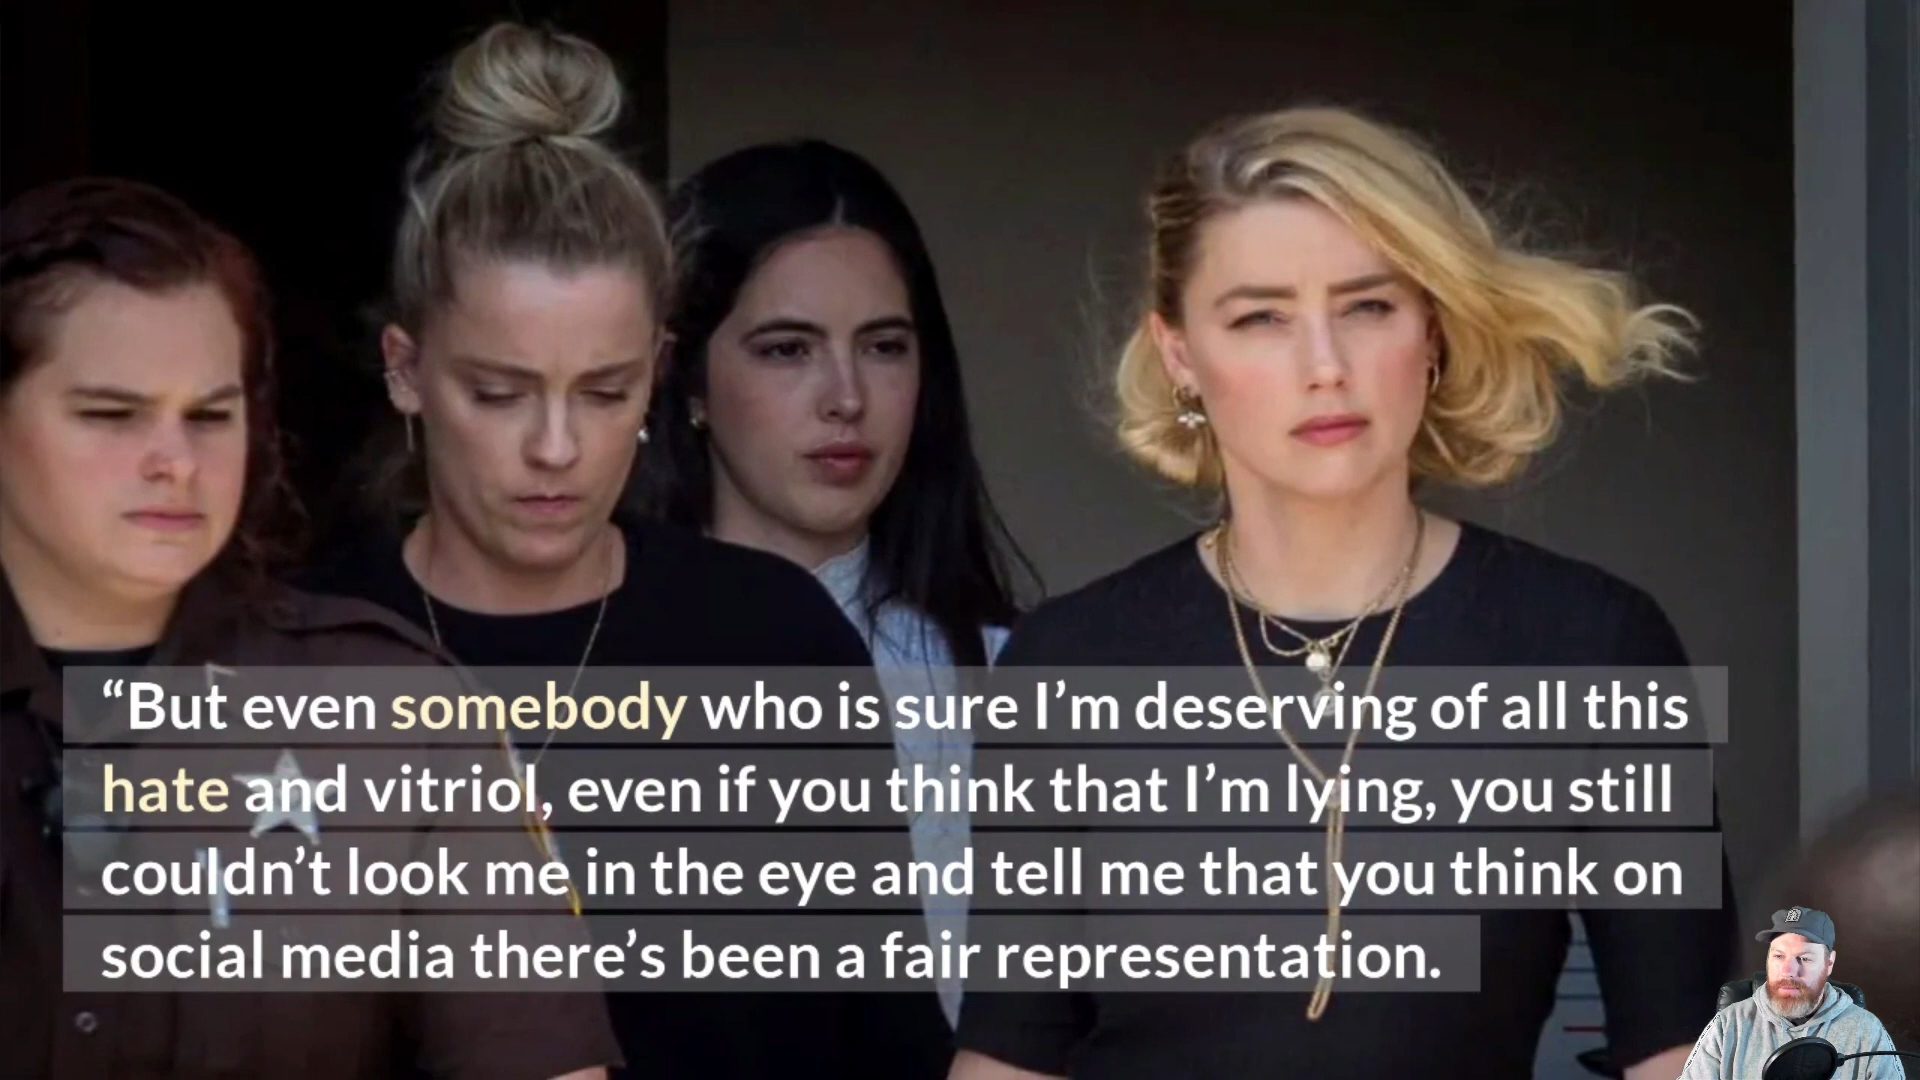 “But even somebody who is sure I’m deserving of all this
hate and vitriol, even if you think that I’m lying, you still
couldn’t look me in the eye and tell me that you think on
social media there’s been a fair representation.